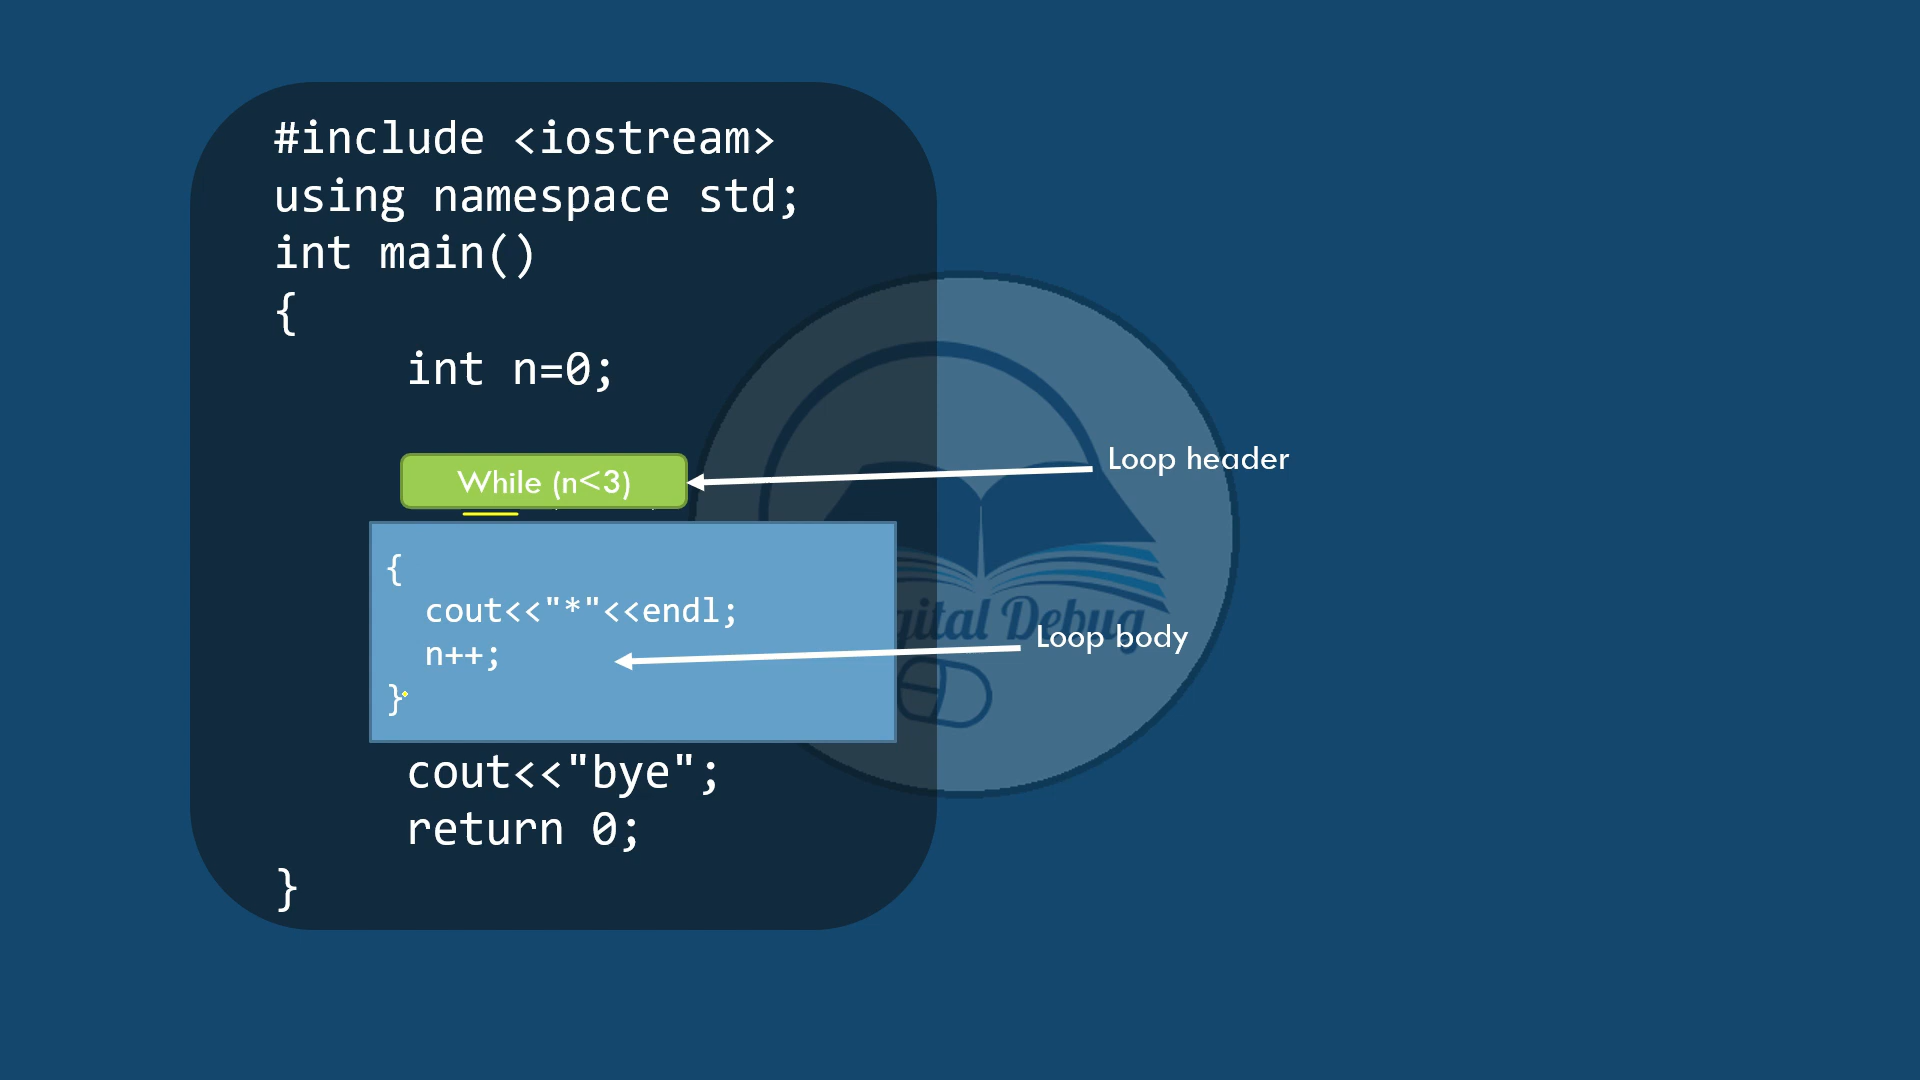 #include <iostream>
using namespace std;
int main()
{
int n=0;
While (n<3)
Loop header
{
cout<<"*"<<endl;
n++;
Loop body
}
cout<<"bye";
return 0;
}
Debug